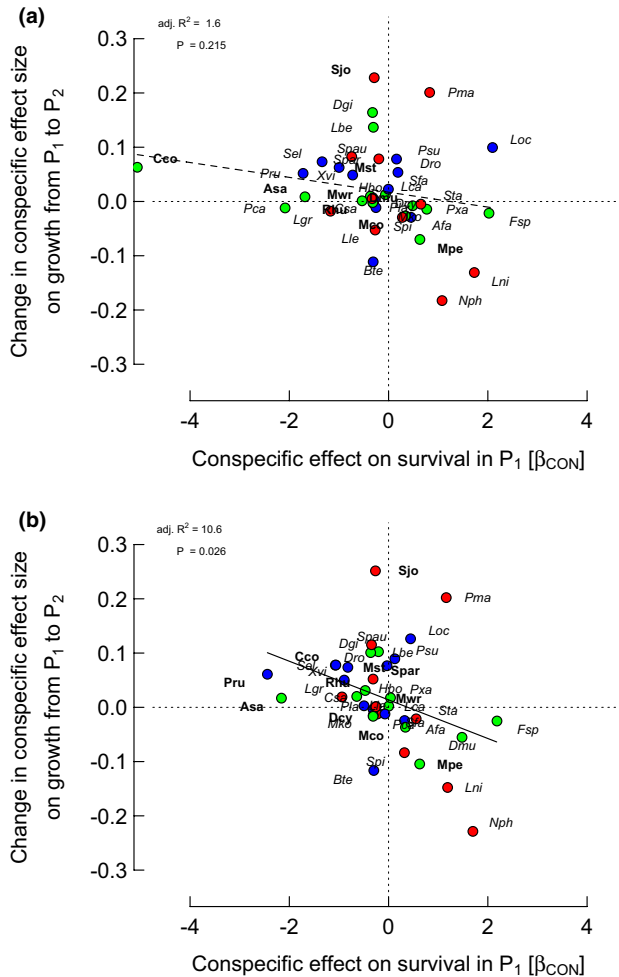 (a)
adj. R² = 1.6
P = 0.215
Change in conspecific effect size
on growth from P₁ to P₂
0.3
0.2
0.1
0.0
-0.1
-0.2
-0.3
Sjo
Pma
Dgi
Lbe
Loc
Psu
Spau
Sel
Spar
Dro
Cco
Mst
Pru
Xvi
Sfa
Asa
Hbo
Lca
Mwr
Sta
Pca
Rhu
Csa
Pxa
Lgr
Mco
Spi
Afa
Fsp
Lle
Mpe
Bte
Lni
Nph
-4
-2
0
2
4
Conspecific effect on survival in P₁ [βCON]
(b)
adj. R² = 10.6
P = 0.026
Change in conspecific effect size
on growth from P₁ to P₂
0.3
0.2
0.1
0.0
-0.1
-0.2
-0.3
Sjo
Pma
Loc
Spau
Dgi
Lbe
Psu
Cco
Dro
Sel
Mst
Spar
Xvi
Pru
Rhu
Lgr
Hbo
Pxa
Csa
Mwr
Asa
Pla
Lca
Sta
Dcy
Mko
Mco
Afa
Fsp
Dmu
Spi
Mpe
Bte
Lni
Nph
-4
-2
0
2
4
Conspecific effect on survival in P₁ [βCON]